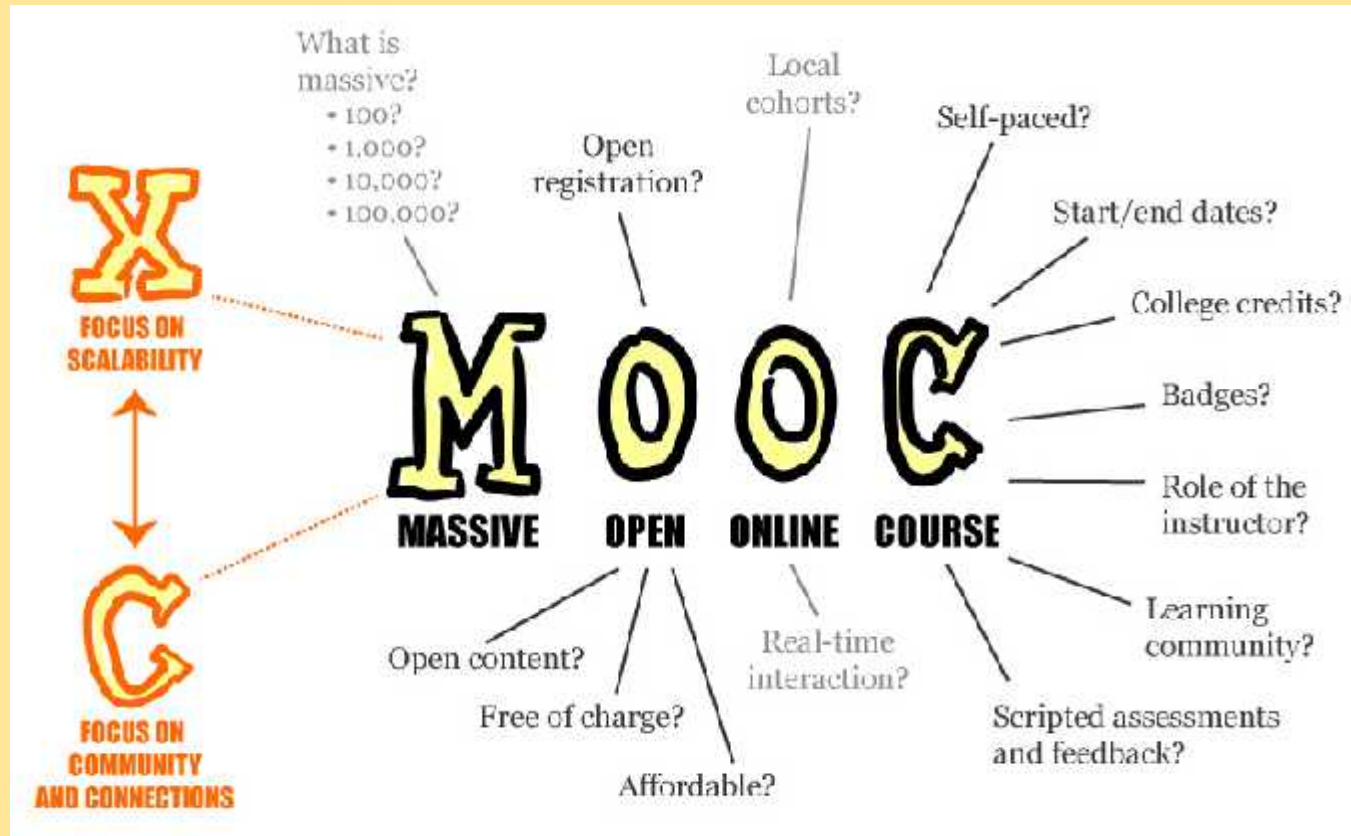 What is
massive?
• 100?
• 1,000?
• 10,000?
• 100,000?
Open
registration?
Local
cohorts?
Self-paced?
Start/end dates?
College credits?
Badges?
Role of the
instructor?
Learning
community?
Scripted assessments
and feedback?
X
FOCUS ON
SCALABILITY
C
FOCUS ON
COMMUNITY
AND CONNECTIONS
M O O C
MASSIVE OPEN ONLINE COURSE
Open content?
Free of charge?
Affordable?
Real-time
interaction?